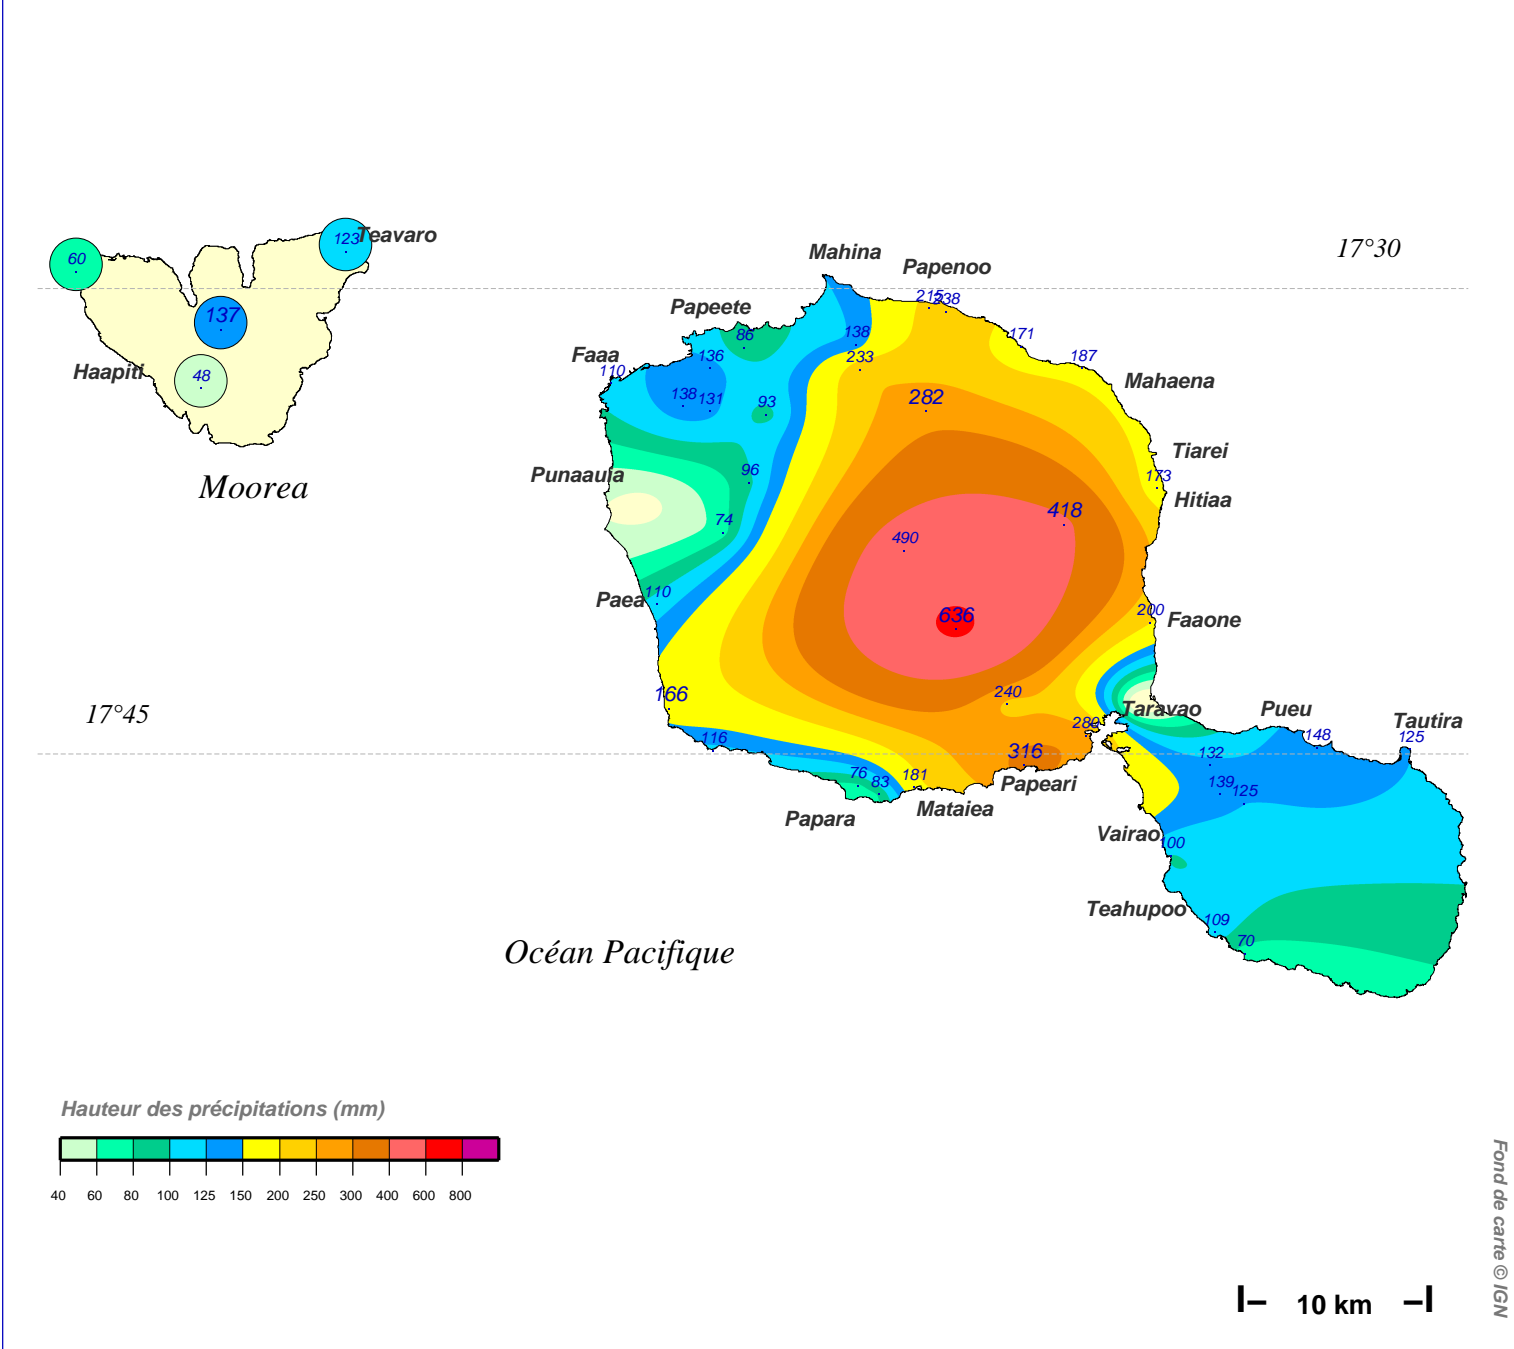 Teavaro
123
60
137
Haapiti
48
Moorea
17°30
Mahina
Papenoo
215
238
Papeete
86
138
171
Faaa
136
233
187
110
Mahaena
138
131
93
282
Tiarei
Punaauia
96
173
Hitiaa
74
418
490
Paea
110
200
Faaone
636
166
240
17°45
Taravao
Pueu
Tautira
116
280
148
125
316
132
76
83
181
Papeari
139
125
Papara
Mataiea
Vairao
100
Teahupoo
109
70
Océan Pacifique
Hauteur des précipitations (mm)
40 60 80 100 125 150 200 250 300 400 600 800
10 km
Fond de carte © IGN